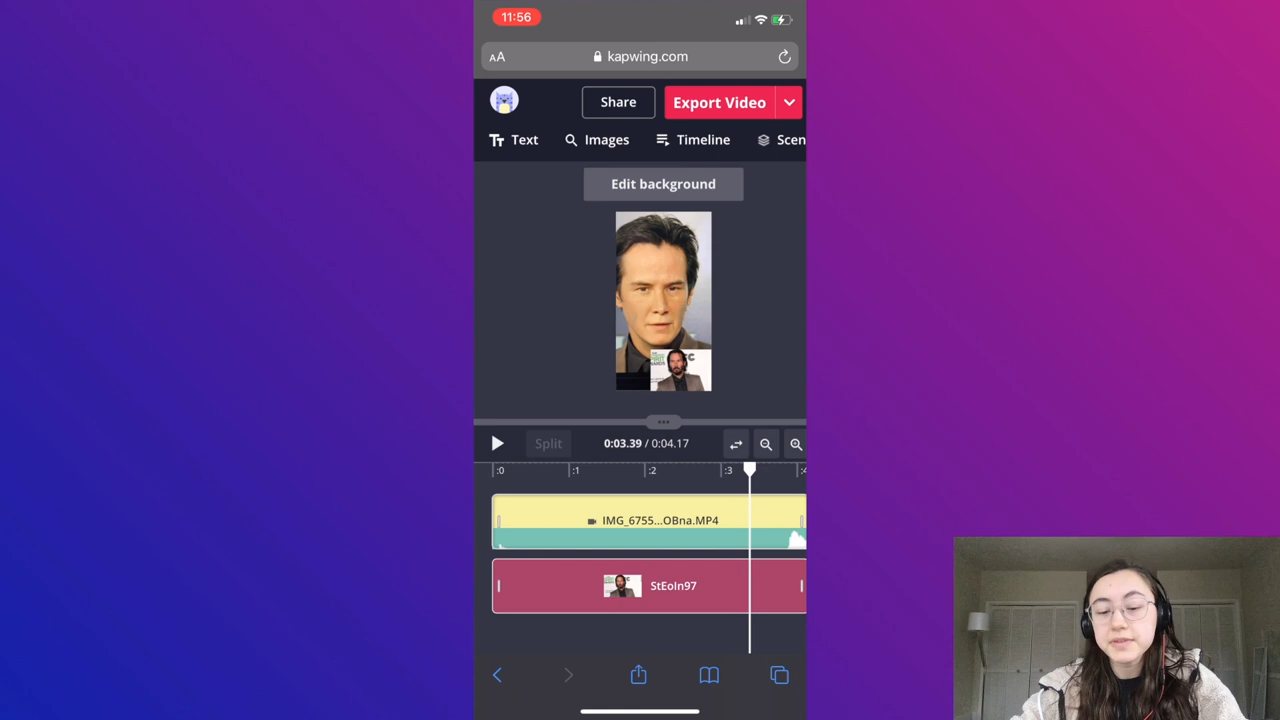 11:56
AA kapwing.com
Share
Export Video
Text
Images
Timeline
Scen
Edit background
Split
0:03.39 / 0:04.17
:0
:1
:2
:3
:4
IMG_6755...OBna.MP4
StEoIn97